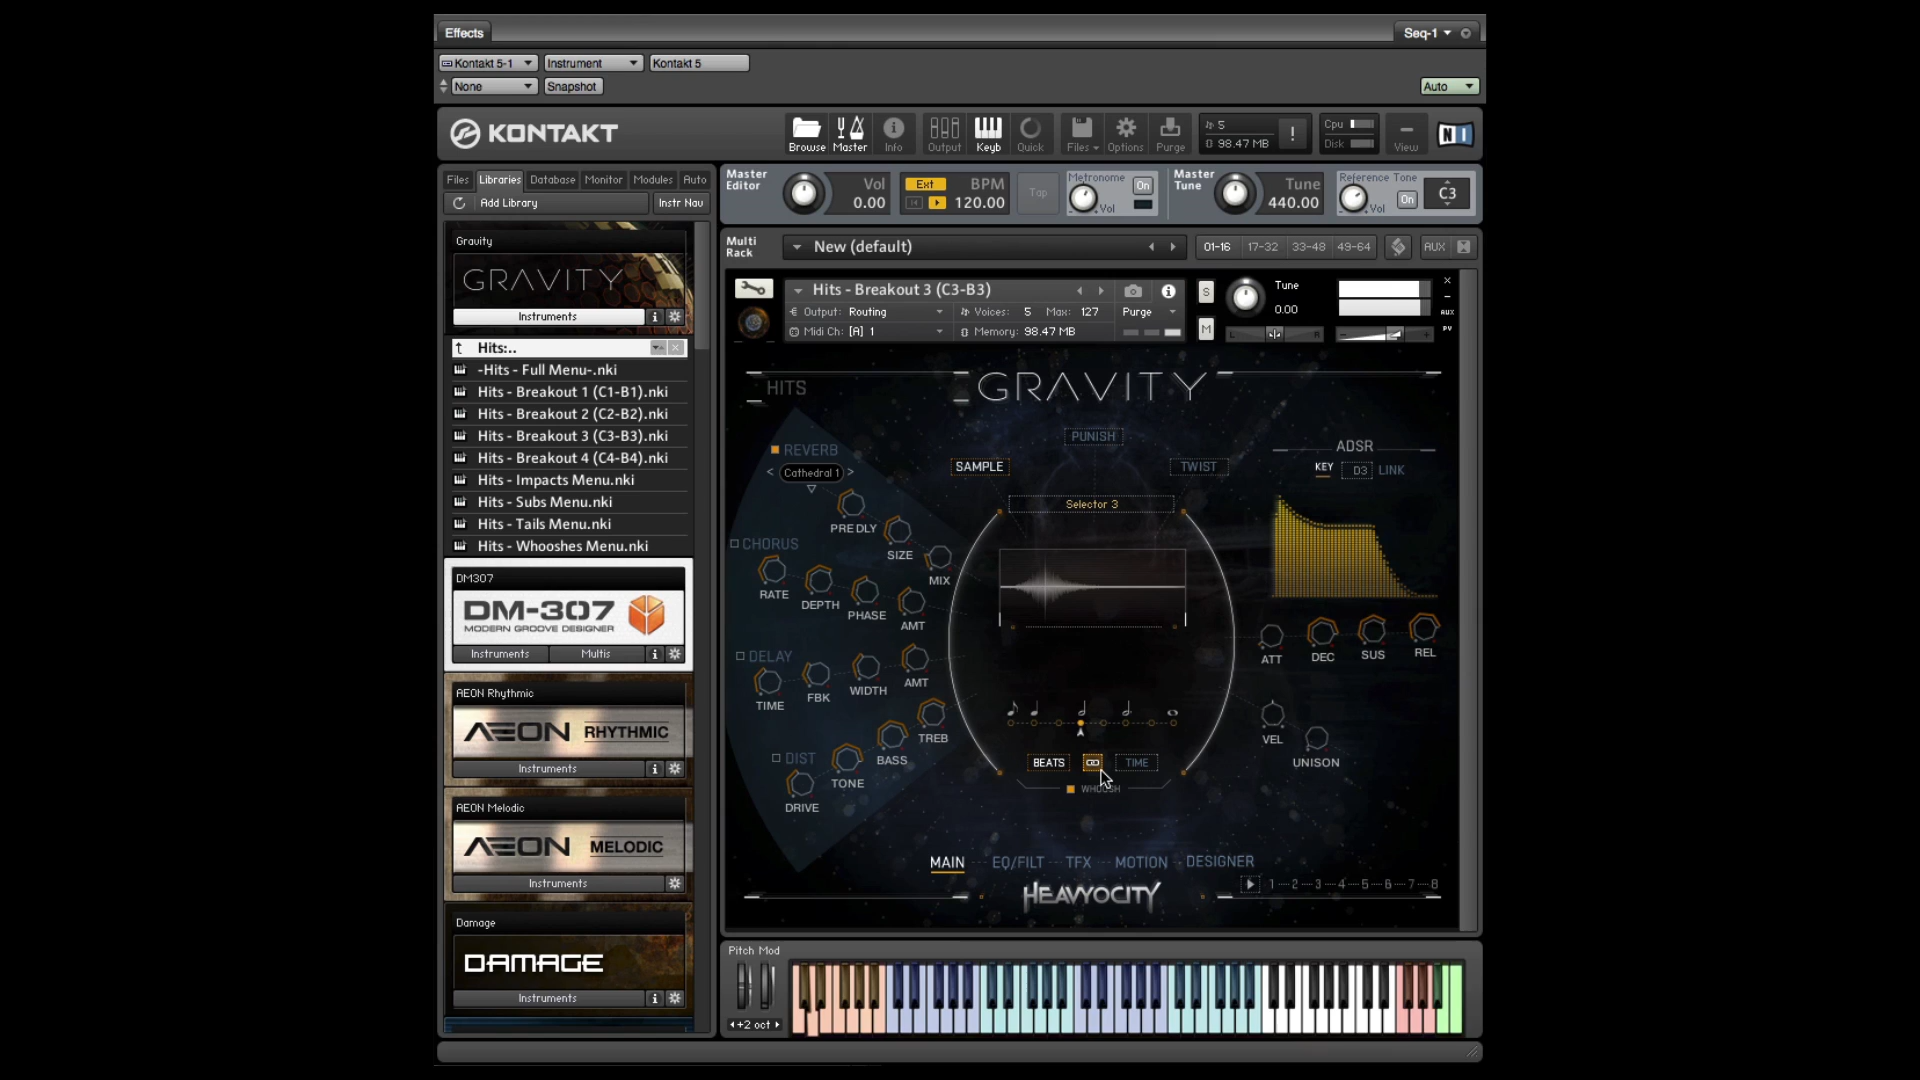 Effects
Seq-1
Kontakt 5-1 Instrument Kontakt 5
None Snapshot Auto
KONTAKT
Browse Master Info Output Keyb Quick Files Options Purge
5
98.47 MB
!
Cpu
Disk
View
NI
Files Libraries Database Monitor Modules Auto
Add Library Instr Nav
Master Editor
Vol
0.00
Ext BPM
120.00
Tap
Metronome On
Vol
Master Tune
Tune
440.00
Reference Tone
Vol On
C3
Multi Rack
New (default)
01-16 17-32 33-48 49-64 AUX
Gravity
GRAVITY
Instruments i
Hits:..
-Hits - Full Menu-.nki
Hits - Breakout 1 (C1-B1).nki
Hits - Breakout 2 (C2-B2).nki
Hits - Breakout 3 (C3-B3).nki
Hits - Breakout 4 (C4-B4).nki
Hits - Impacts Menu.nki
Hits - Subs Menu.nki
Hits - Tails Menu.nki
Hits - Whooshes Menu.nki
DM307
DM-307
MODERN GROOVE DESIGNER
Instruments Multis i
AEON Rhythmic
AEON RHYTHMIC
Instruments i
AEON Melodic
AEON MELODIC
Instruments
Damage
DAMAGE
Instruments i
Hits - Breakout 3 (C3-B3)
Output: Routing Voices: 5 Max: 127 Purge
Midi Ch: [A] 1 Memory: 98.47 MB
S
M
Tune
0.00
L R
- +
AUX
PV
HITS
GRAVITY
PUNISH
SAMPLE TWIST
Selector 3
REVERB
< Cathedral 1 >
PRE DLY
SIZE
MIX
CHORUS
RATE
DEPTH
PHASE
AMT
DELAY
TIME
FBK
WIDTH
AMT
DIST
DRIVE
TONE
BASS
TREB
BEATS TIME
ADSR
KEY D3 LINK
ATT DEC SUS REL
VEL
UNISON
MAIN EQ/FILT TFX MOTION DESIGNER
HEAVYOCITY
1 2 3 4 5 6 7 8
Pitch Mod
+2 oct